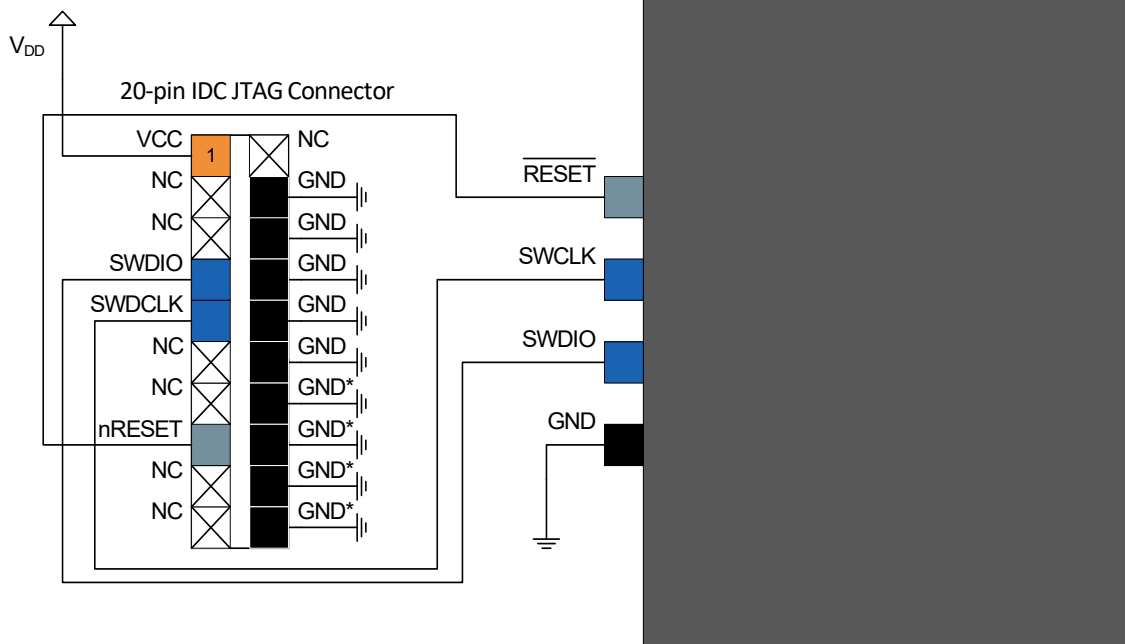 V_DD
20-pin IDC JTAG Connector
VCC 1 NC
NC GND
NC GND
SWDIO GND
SWDCLK GND
NC GND
NC GND*
nRESET GND*
NC GND*
NC GND*
RESET
SWCLK
SWDIO
GND